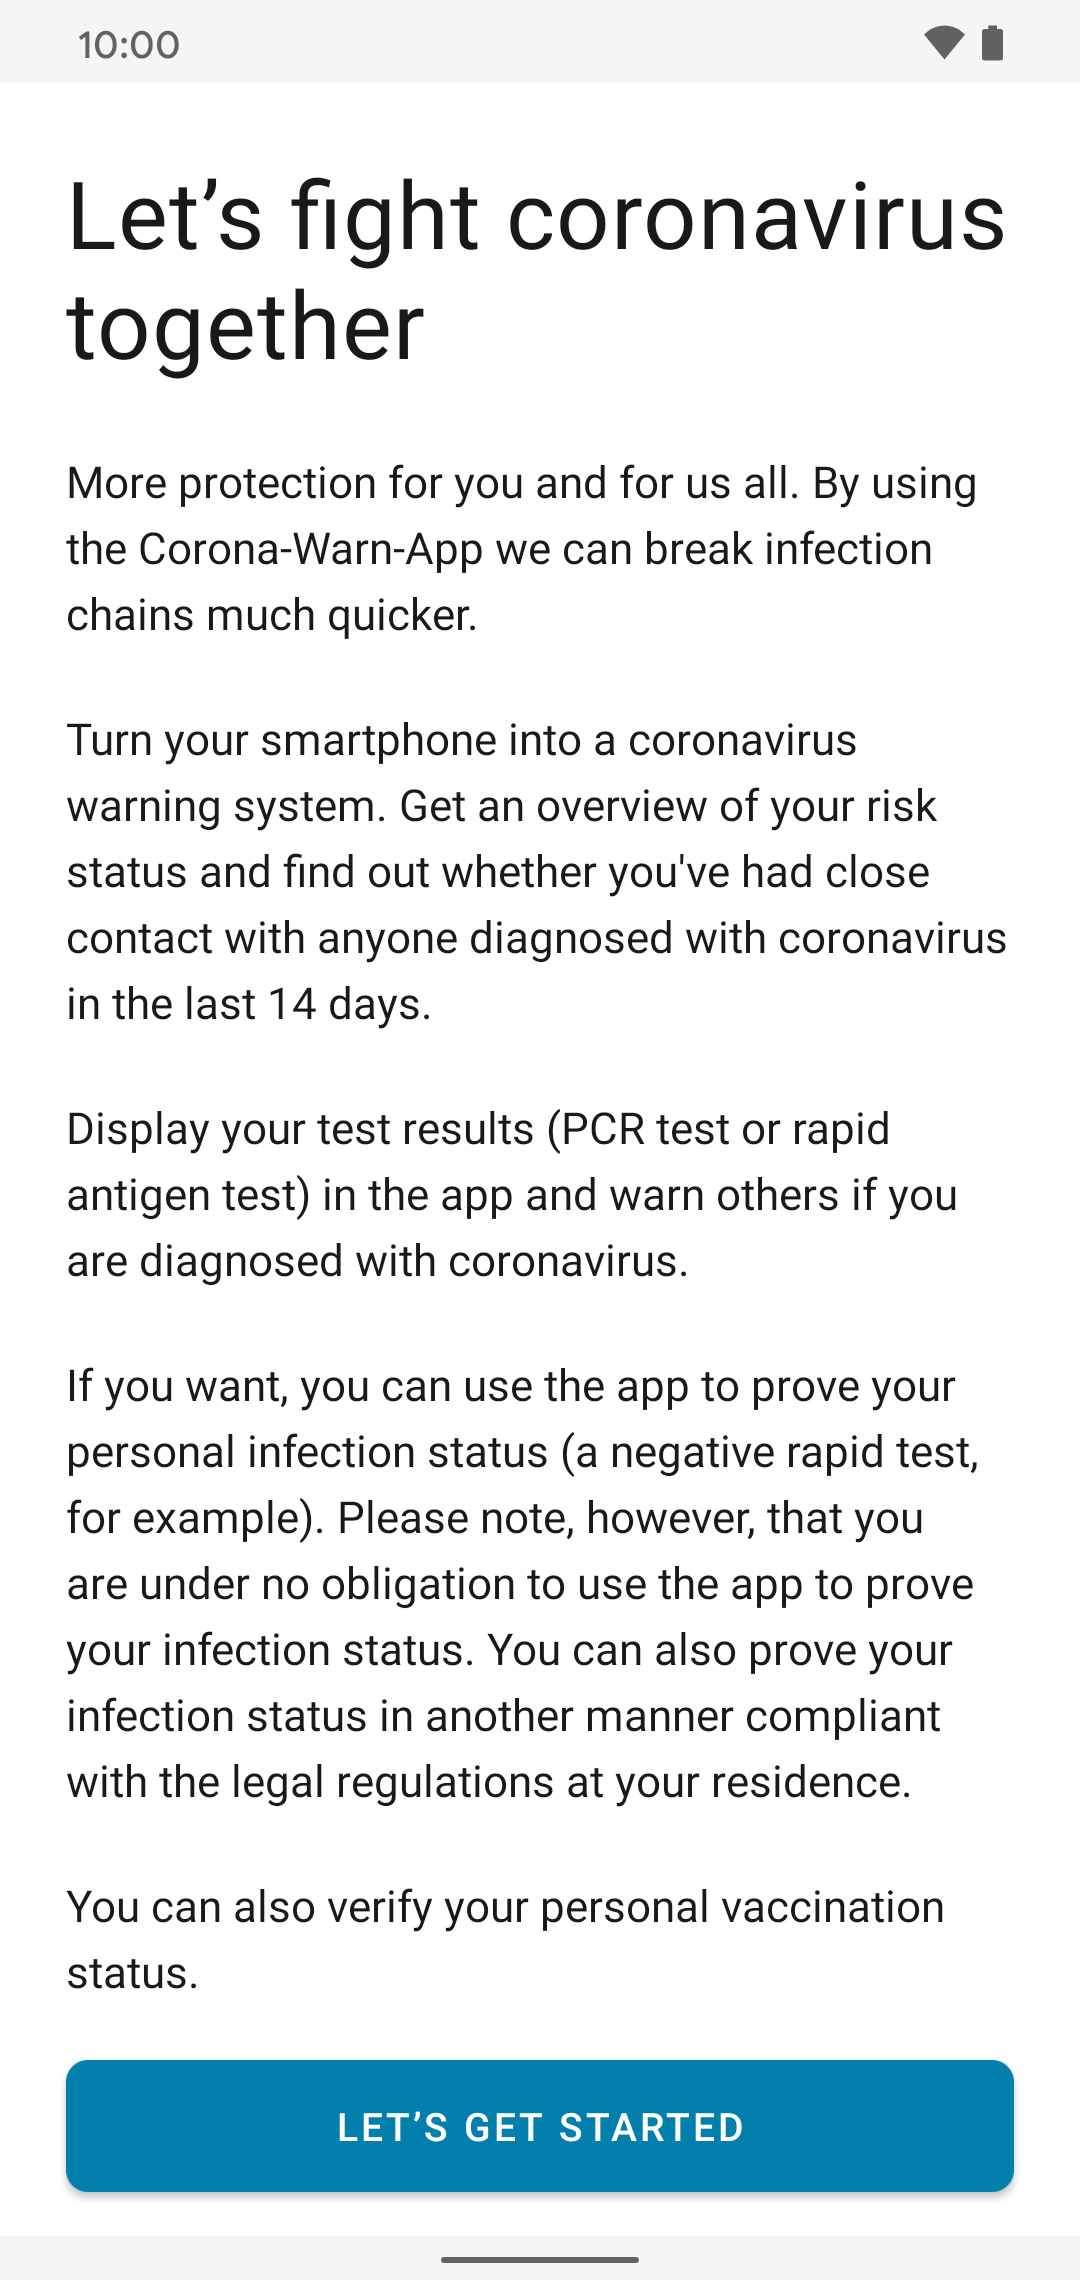 10:00
Let’s fight coronavirus
together
More protection for you and for us all. By using
the Corona-Warn-App we can break infection
chains much quicker.
Turn your smartphone into a coronavirus
warning system. Get an overview of your risk
status and find out whether you've had close
contact with anyone diagnosed with coronavirus
in the last 14 days.
Display your test results (PCR test or rapid
antigen test) in the app and warn others if you
are diagnosed with coronavirus.
If you want, you can use the app to prove your
personal infection status (a negative rapid test,
for example). Please note, however, that you
are under no obligation to use the app to prove
your infection status. You can also prove your
infection status in another manner compliant
with the legal regulations at your residence.
You can also verify your personal vaccination
status.
LET’S GET STARTED